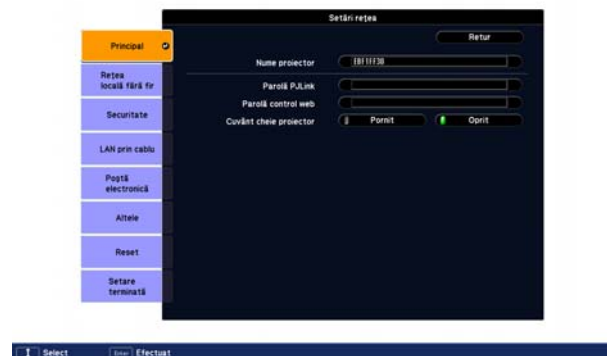 Setări rețea
Retur
Principal
Nume proiector
Rețea
locală fără fir
Parolă PJLink
Parolă control web
Securitate
Cuvânt cheie proiector
Pornit
Oprit
LAN prin cablu
Poștă
electronică
Altele
Reset
Setare
terminată
Select
Enter
Efectuat